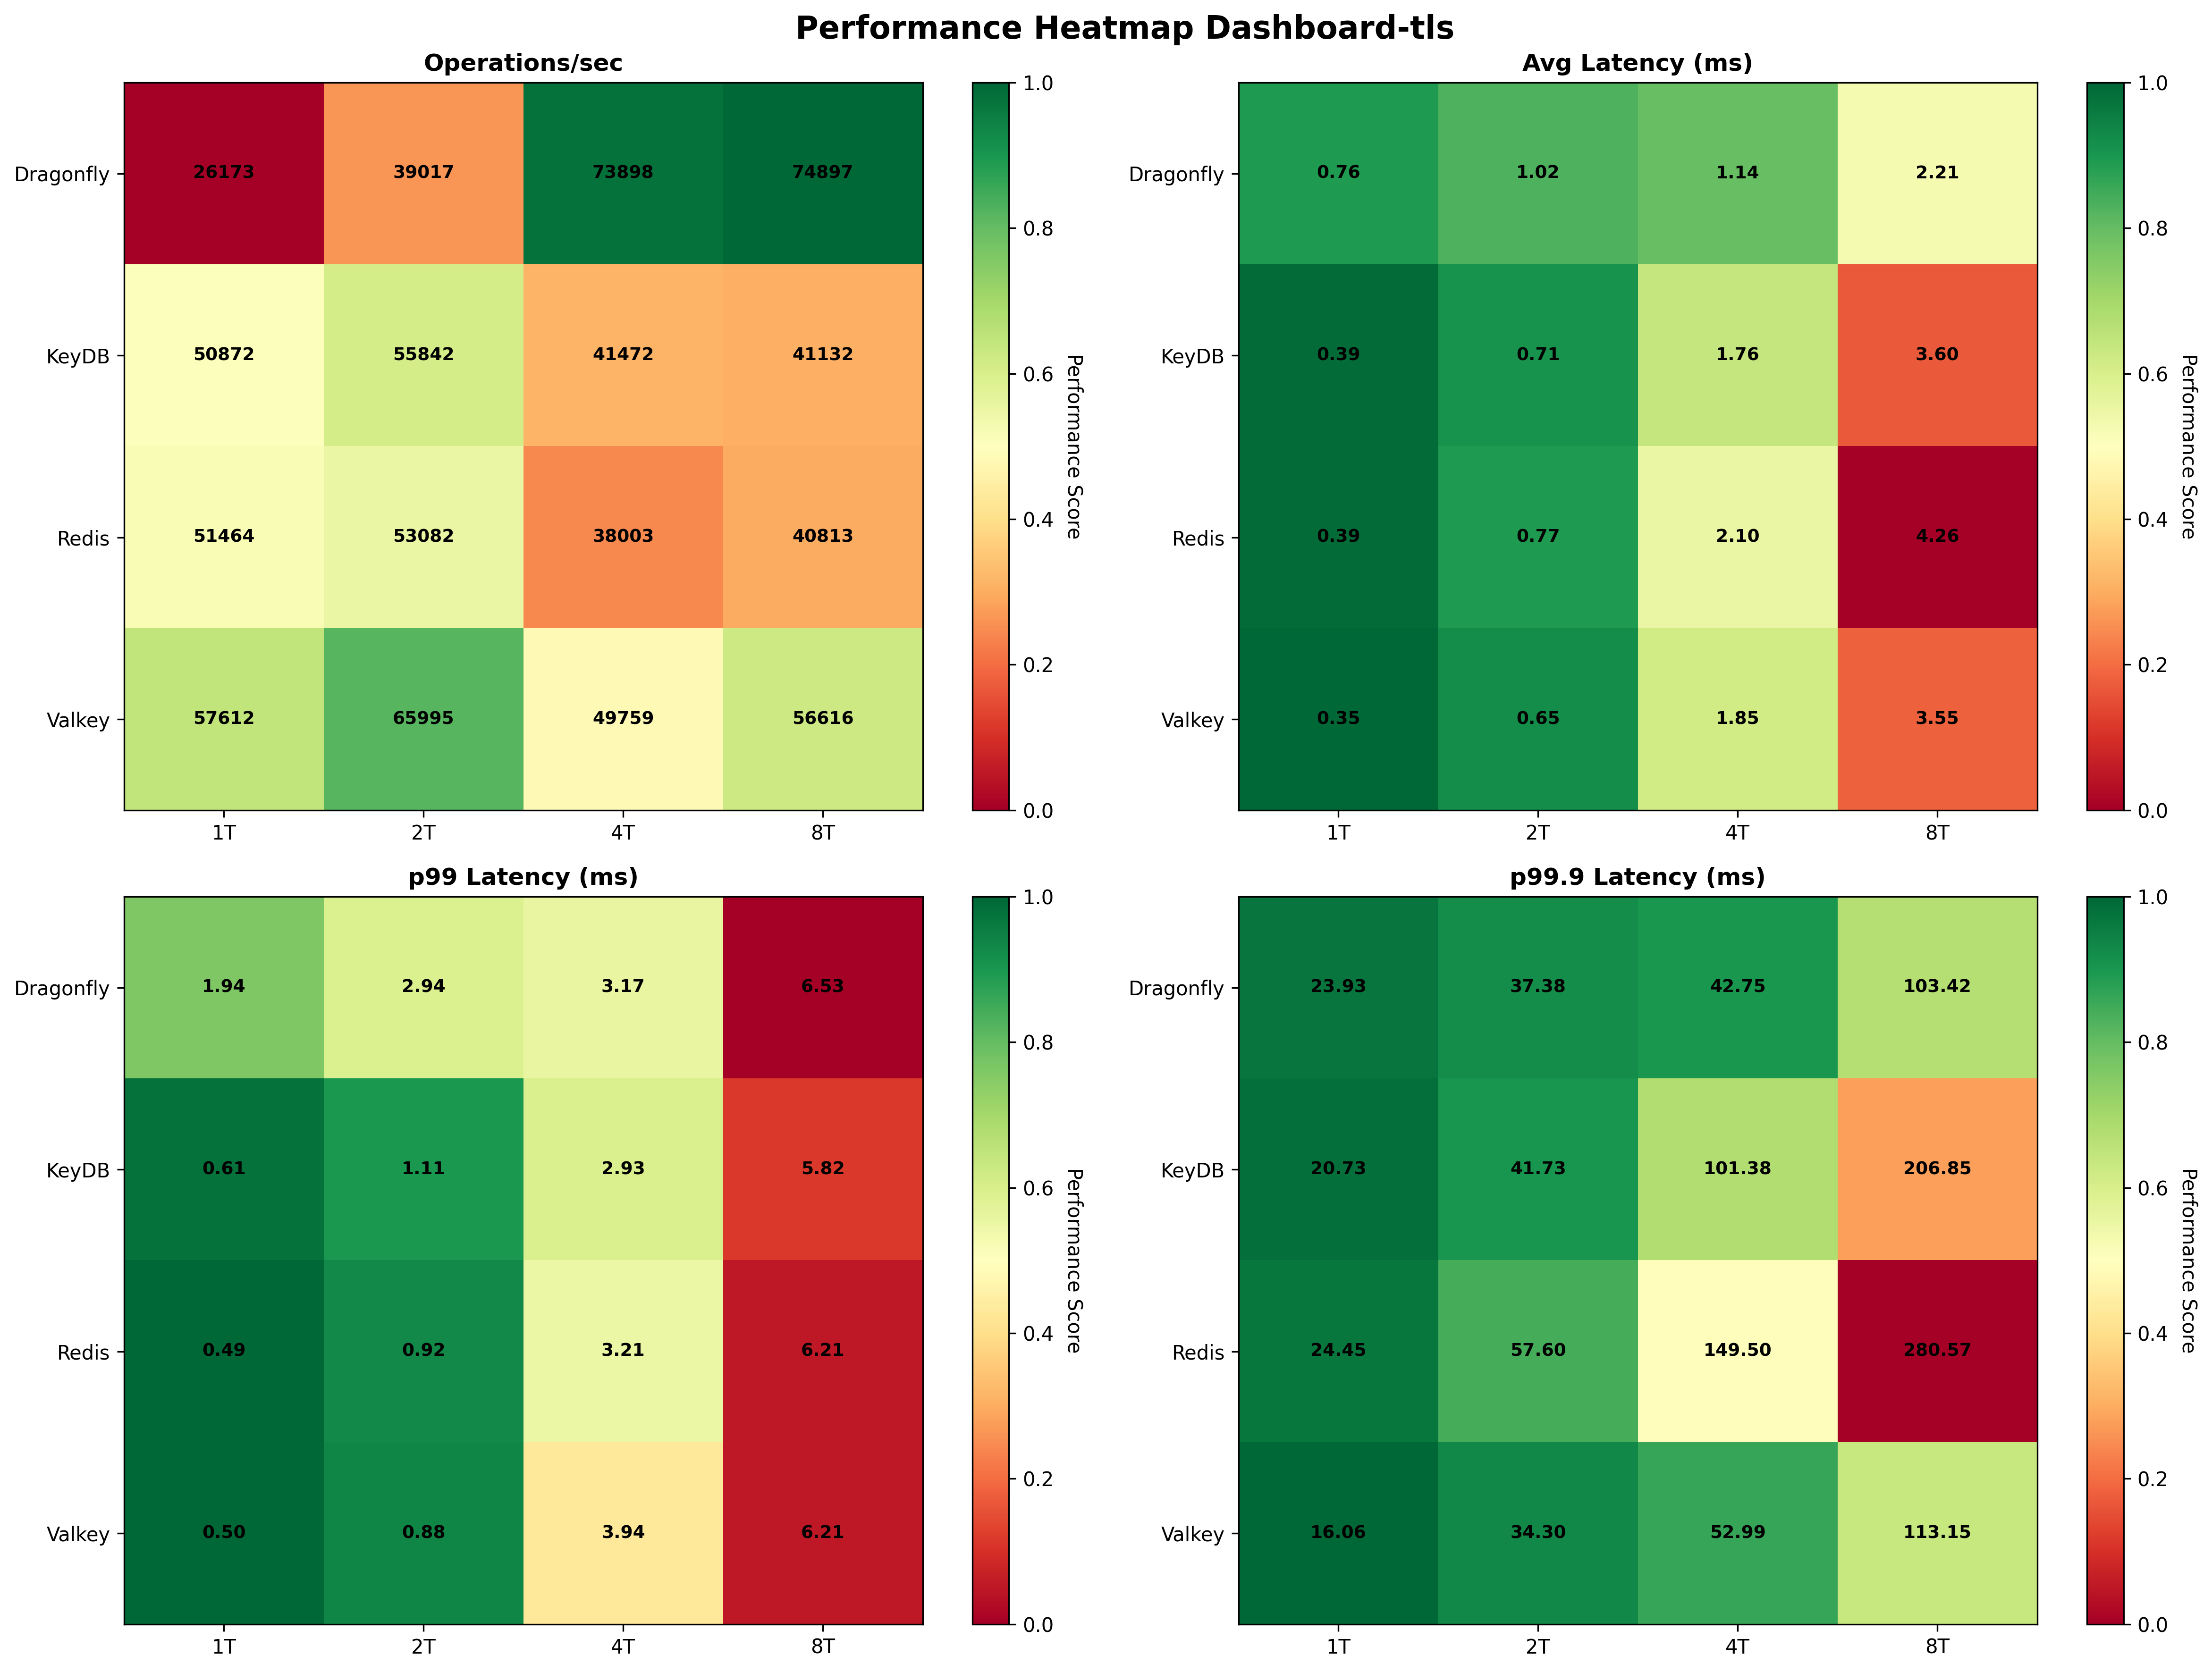 Performance Heatmap Dashboard-tls
Operations/sec
Dragonfly 26173 39017 73898 74897
KeyDB 50872 55842 41472 41132
Redis 51464 53082 38003 40813
Valkey 57612 65995 49759 56616
1T 2T 4T 8T
1.0
0.8
0.6
0.4
0.2
0.0
Performance Score
Avg Latency (ms)
Dragonfly 0.76 1.02 1.14 2.21
KeyDB 0.39 0.71 1.76 3.60
Redis 0.39 0.77 2.10 4.26
Valkey 0.35 0.65 1.85 3.55
1T 2T 4T 8T
1.0
0.8
0.6
0.4
0.2
0.0
Performance Score
p99 Latency (ms)
Dragonfly 1.94 2.94 3.17 6.53
KeyDB 0.61 1.11 2.93 5.82
Redis 0.49 0.92 3.21 6.21
Valkey 0.50 0.88 3.94 6.21
1T 2T 4T 8T
1.0
0.8
0.6
0.4
0.2
0.0
Performance Score
p99.9 Latency (ms)
Dragonfly 23.93 37.38 42.75 103.42
KeyDB 20.73 41.73 101.38 206.85
Redis 24.45 57.60 149.50 280.57
Valkey 16.06 34.30 52.99 113.15
1T 2T 4T 8T
1.0
0.8
0.6
0.4
0.2
0.0
Performance Score